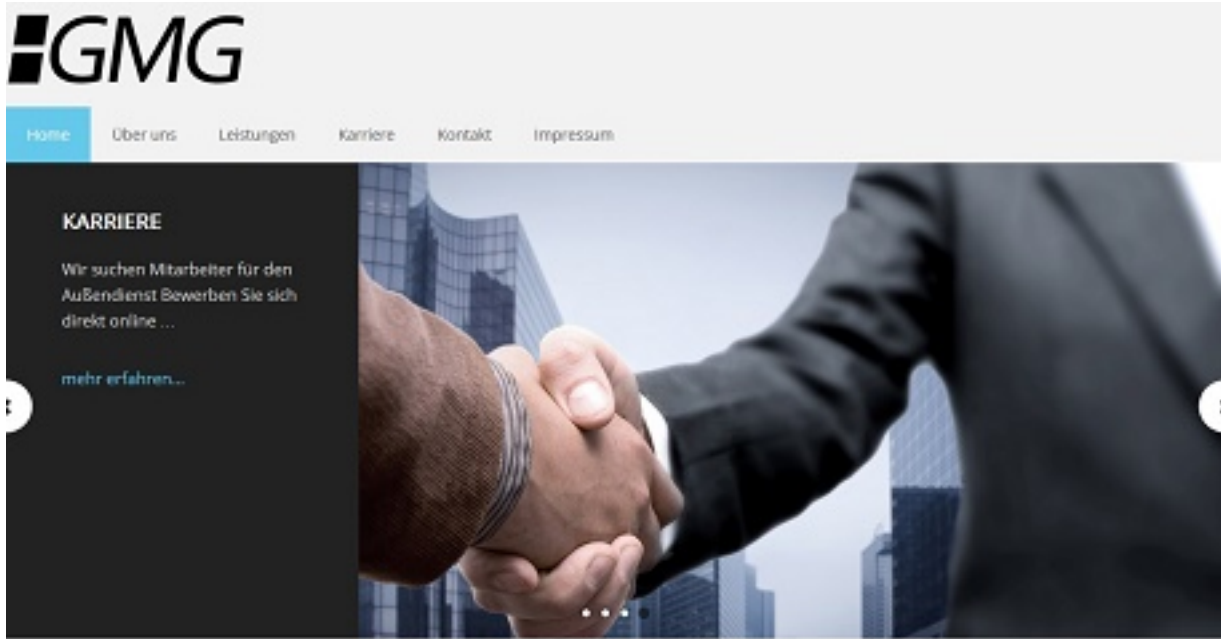 GMG
Home Über uns Leistungen Karriere Kontakt Impressum
KARRIERE
Wir suchen Mitarbeiter für den
Außendienst Bewerben Sie sich
direkt online ...
mehr erfahren...